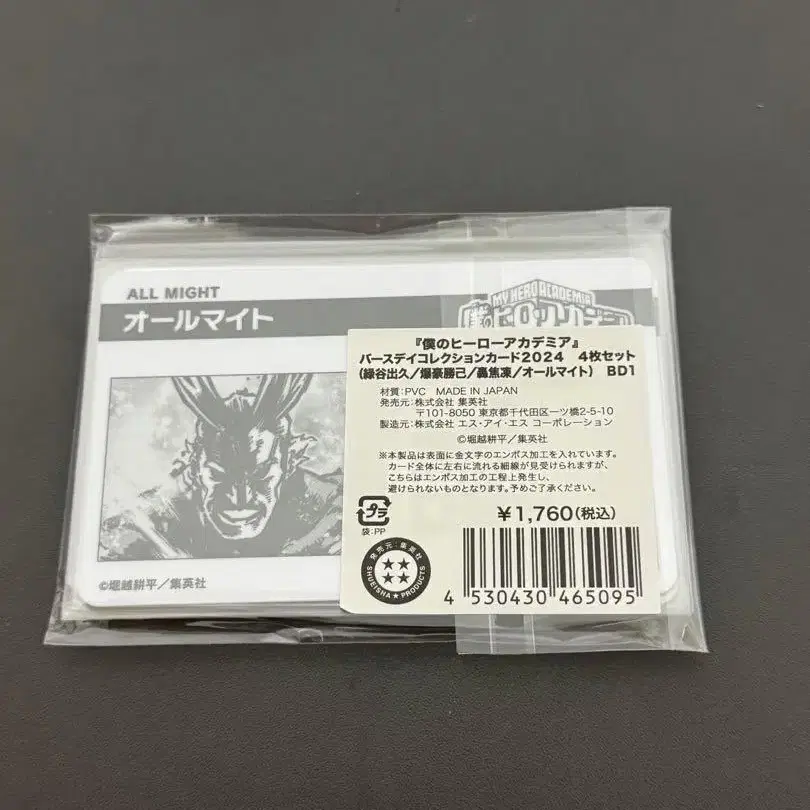 ALL MIGHT
オールマイト
MY HERO ACADEMIA
『僕のヒーローアカデミア』
バースデイコレクションカード2024 4枚セット
(緑谷出久/爆豪勝己/轟焦凍/オールマイト) BD1
材質:PVC MADE IN JAPAN
発売元:株式会社 集英社
〒101-8050 東京都千代田区一ツ橋2-5-10
製造元:株式会社 エス・アイ・エス コーポレーション
©堀越耕平/集英社
※本製品は表面に金文字のエンボス加工を入れています。
カード全体に左右に流れる細線が見受けられますが、
こちらはエンボス加工の工程上発生し、
避けられないものとなります。予めご了承ください。
プラ
袋:PP
¥1,760(税込)
発売元:集英社
SHUEISHA★PRODUCTS
4 530430 465095
©堀越耕平/集英社